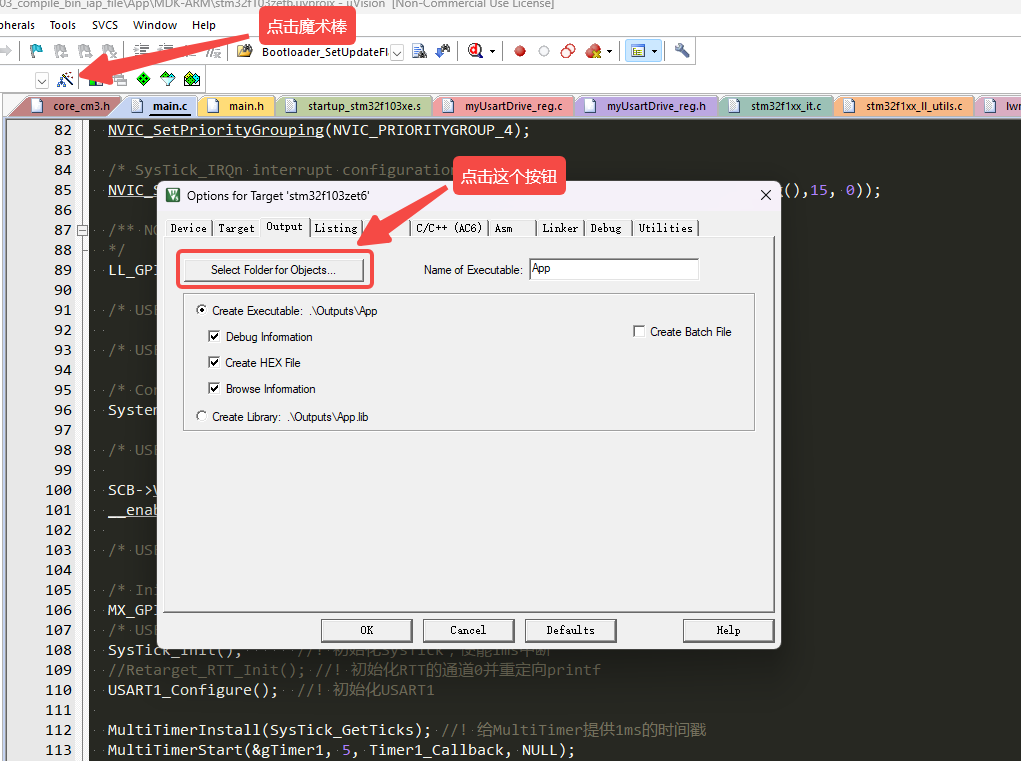 03_compile_bin_iap_file\App\MDK-ARM\stm32f103zet6.uvprojx - µVision [Non-Commercial Use License]
pherals Tools SVCS Window Help
点击魔术棒
Bootloader_SetUpdateFl
core_cm3.h main.c main.h startup_stm32f103xe.s myUsartDrive_reg.c myUsartDrive_reg.h stm32f1xx_it.c stm32f1xx_ll_utils.c lwr
82 NVIC_SetPriorityGrouping(NVIC_PRIORITYGROUP_4);
83
84 /* SysTick_IRQn interrupt configuration
点击这个按钮
85 NVIC_S (),15, 0));
86
Options for Target 'stm32f103zet6'
87 /** NO
Device Target Output Listing C/C++ (AC6) Asm Linker Debug Utilities
88 */
89 LL_GPI
Select Folder for Objects... Name of Executable: App
90
91 /* USE
Create Executable: .\Outputs\App
92
Debug Information Create Batch File
93 /* USE
Create HEX File
94
95 /* Co
Browse Information
96 System
Create Library: .\Outputs\App.lib
97
98 /* USE
99
100 SCB->V
101 __enab
102
103 /* USE
104
105 /* Ini
106 MX_GPI
OK Cancel Defaults Help
107 /* USE
108 SysTick_Init(); //! 初始化SysTick，使能1ms中断
109 //Retarget_RTT_Init(); //! 初始化RTT的通道0并重定向printf
110 USART1_Configure(); //! 初始化USART1
111
112 MultiTimerInstall(SysTick_GetTicks); //! 给MultiTimer提供1ms的时间戳
113 MultiTimerStart(&gTimer1, 5, Timer1_Callback, NULL);